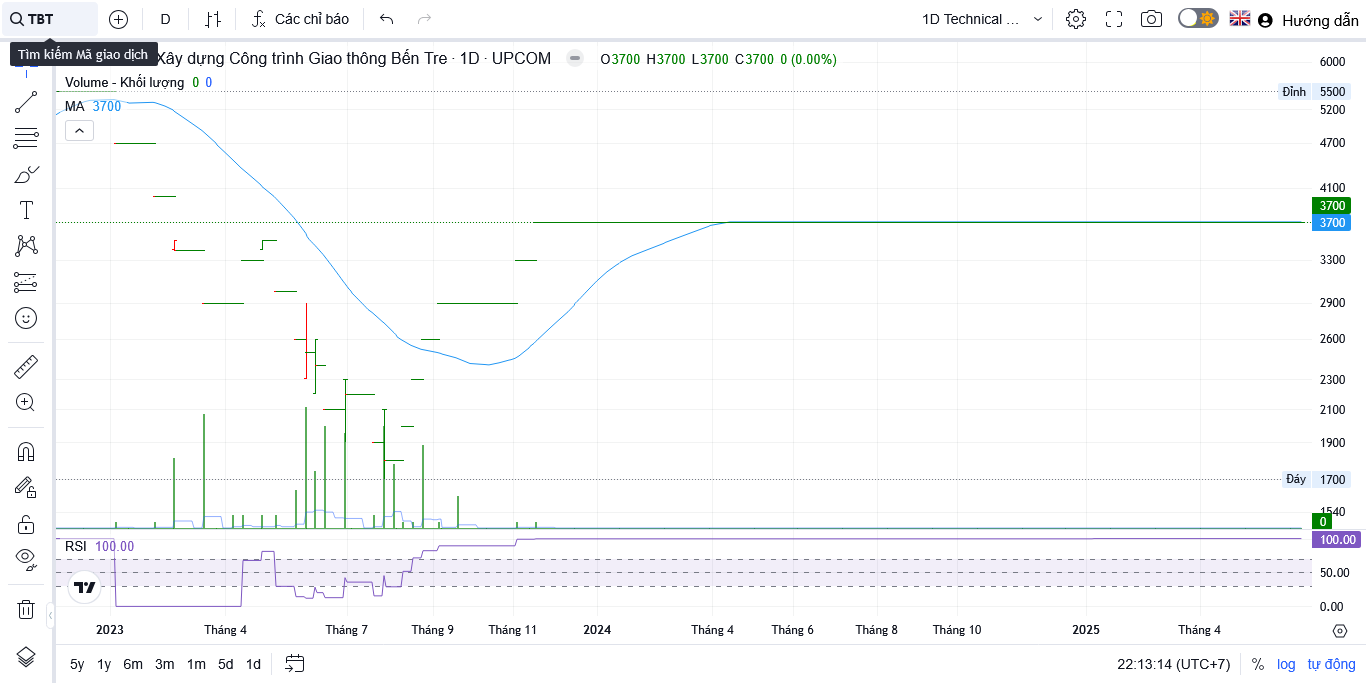 TBT
D
Các chỉ báo
1D Technical ...
Hướng dẫn
Tìm kiếm Mã giao dịch
Xây dựng Công trình Giao thông Bến Tre · 1D · UPCOM
O3700 H3700 L3700 C3700 0 (0.00%)
Volume - Khối lượng 0 0
MA 3700
6000
Đỉnh 5500
5200
4700
4100
3700
3700
3300
2900
2600
2300
2100
1900
Đáy 1700
1540
0
RSI 100.00
100.00
50.00
0.00
2023 Tháng 4 Tháng 7 Tháng 9 Tháng 11 2024 Tháng 4 Tháng 6 Tháng 8 Tháng 10 2025 Tháng 4
5y 1y 6m 3m 1m 5d 1d
22:13:14 (UTC+7) % log tự động